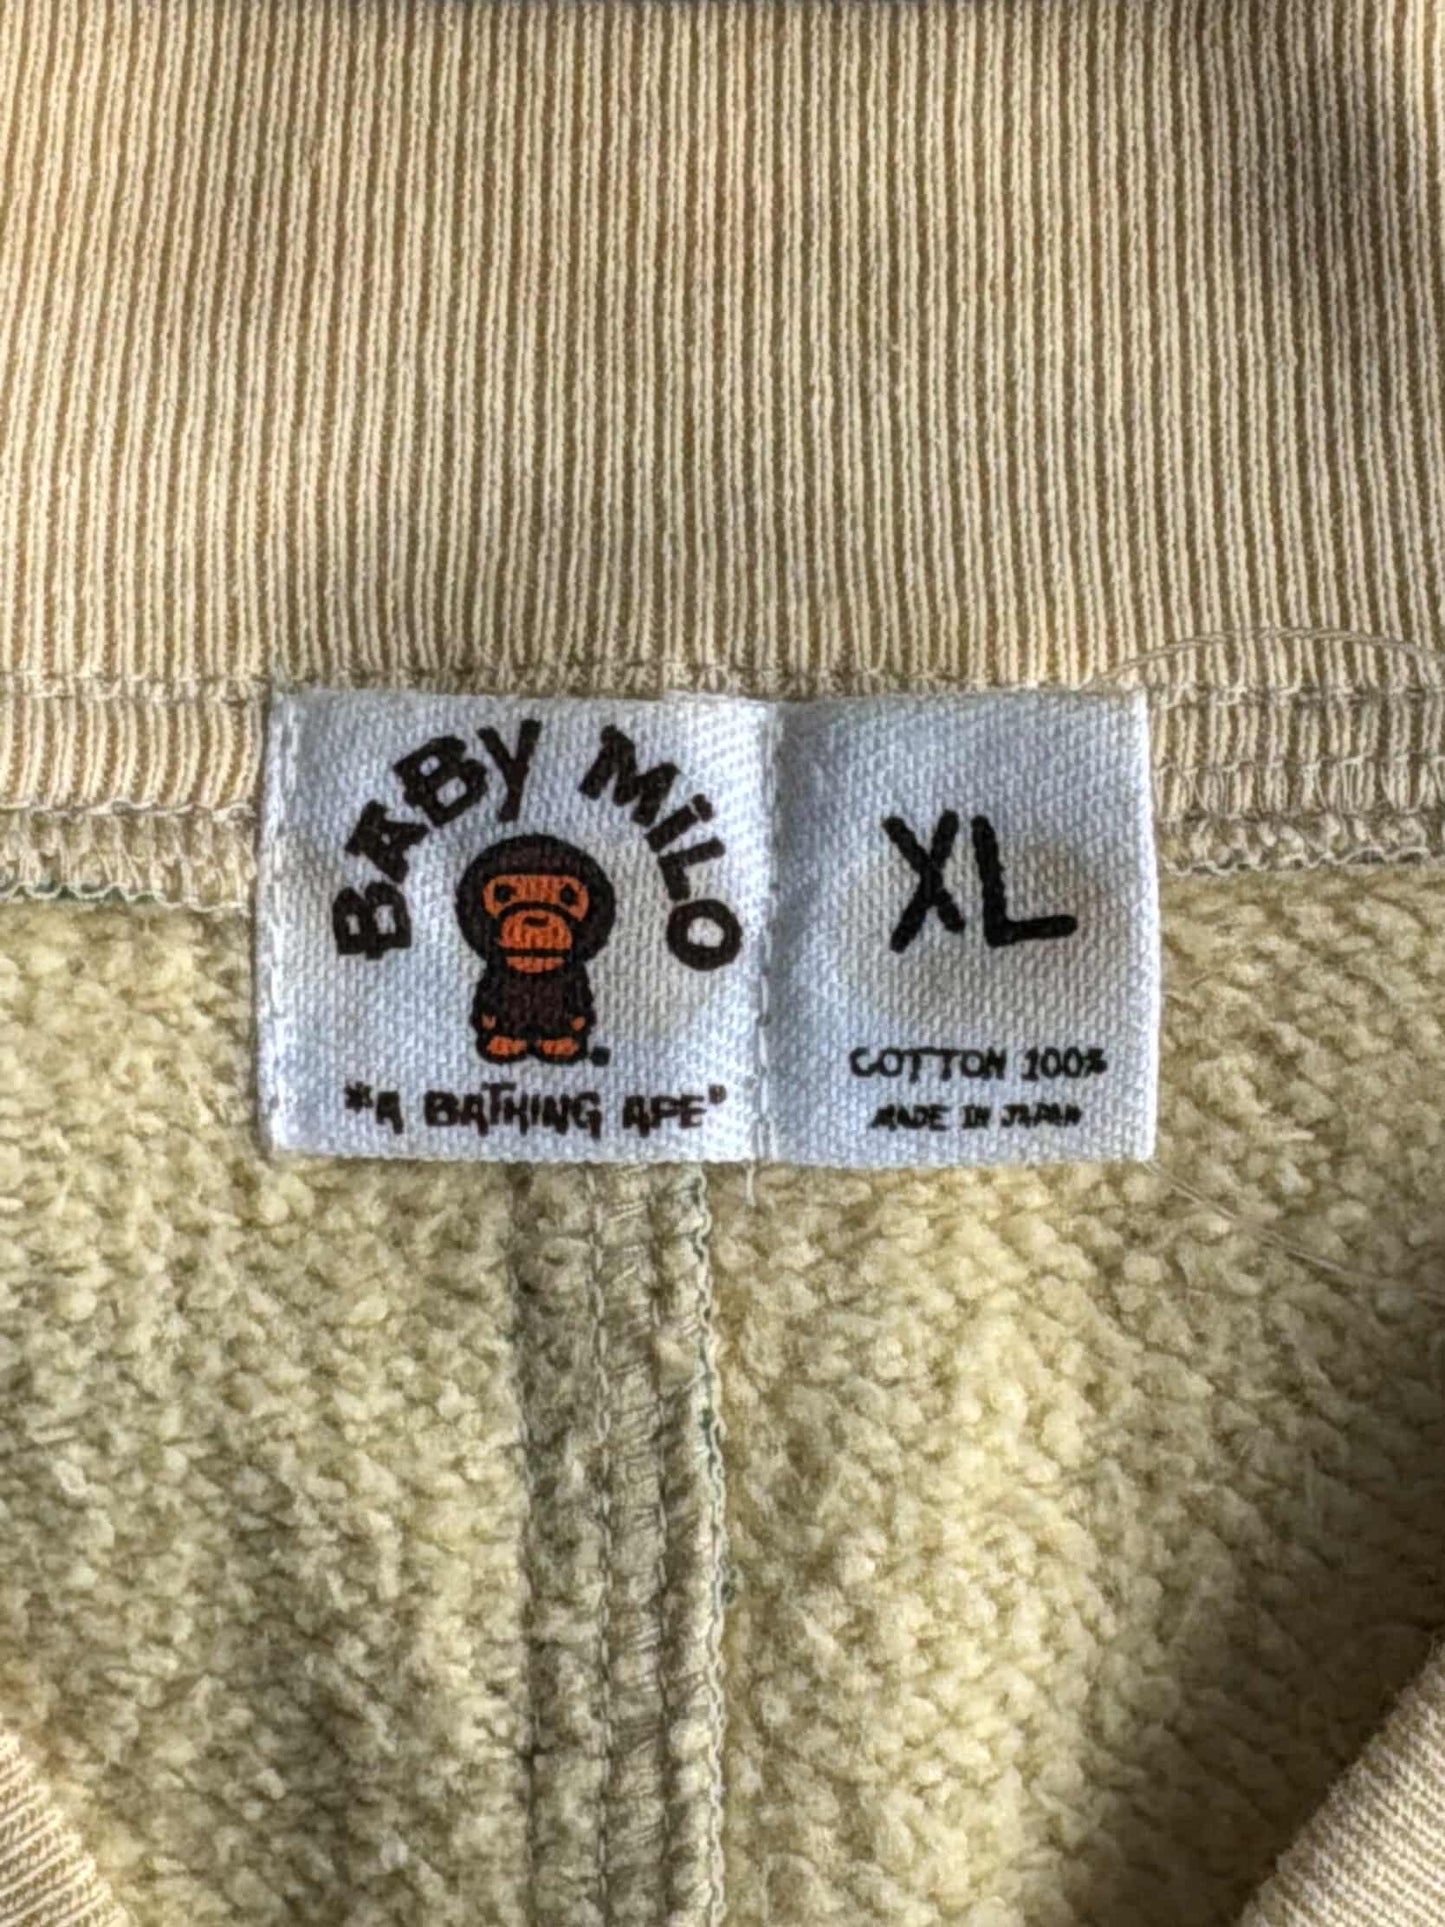 BABY MiLO
"A BATHING APE"
XL
COTTON 100%
MADE IN JAPAN